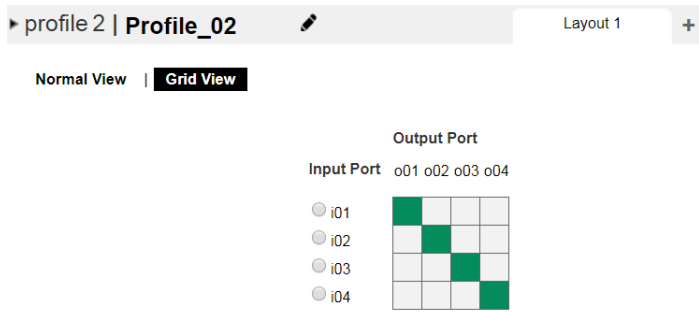 profile 2 | Profile_02 Layout 1 +
Normal View | Grid View
Output Port
Input Port o01 o02 o03 o04
i01
i02
i03
i04